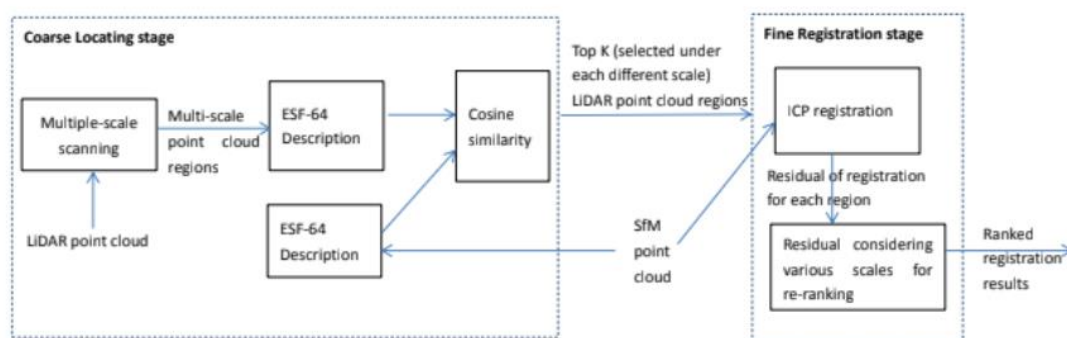 Coarse Locating stage
Multiple-scale
scanning
LiDAR point cloud
Multi-scale
point cloud
regions
ESF-64
Description
ESF-64
Description
Cosine
similarity
Top K (selected under
each different scale)
LiDAR point cloud regions
SfM
point
cloud
Fine Registration stage
ICP registration
Residual of registration
for each region
Residual considering
various scales for
re-ranking
Ranked
registration
results